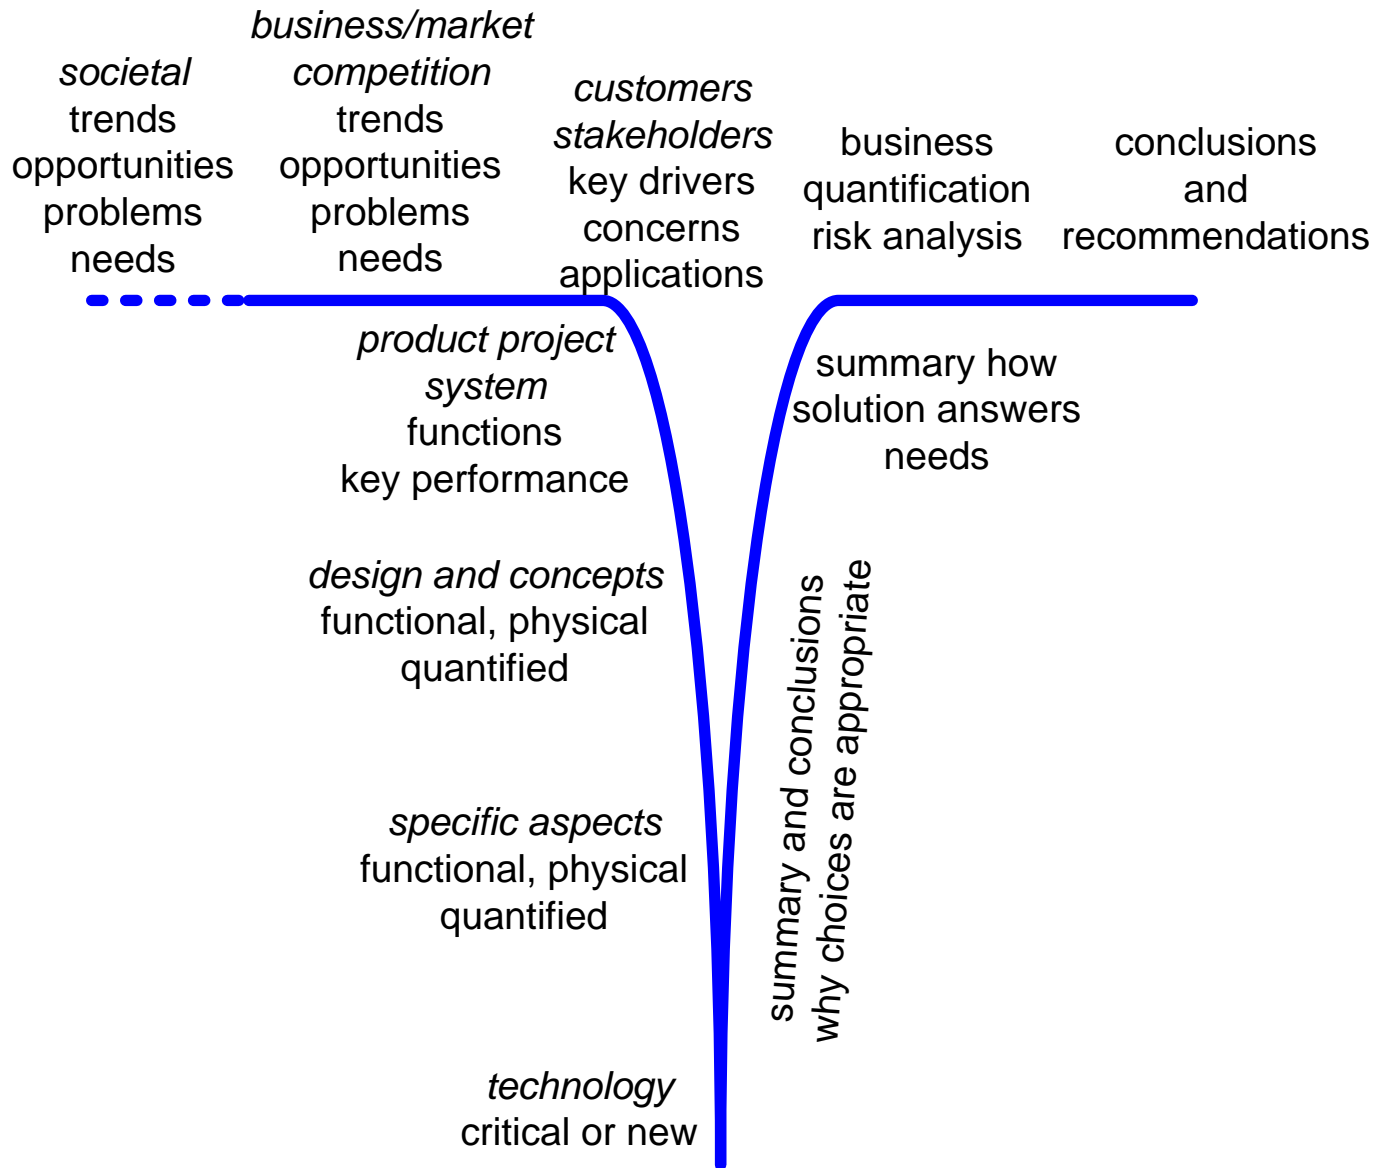 societal
trends
opportunities
problems
needs
business/market
competition
trends
opportunities
problems
needs
customers
stakeholders
key drivers
concerns
applications
business
quantification
risk analysis
conclusions
and
recommendations
product project
system
functions
key performance
design and concepts
functional, physical
quantified
specific aspects
functional, physical
quantified
technology
critical or new
summary and conclusions
why choices are appropriate
summary how
solution answers
needs